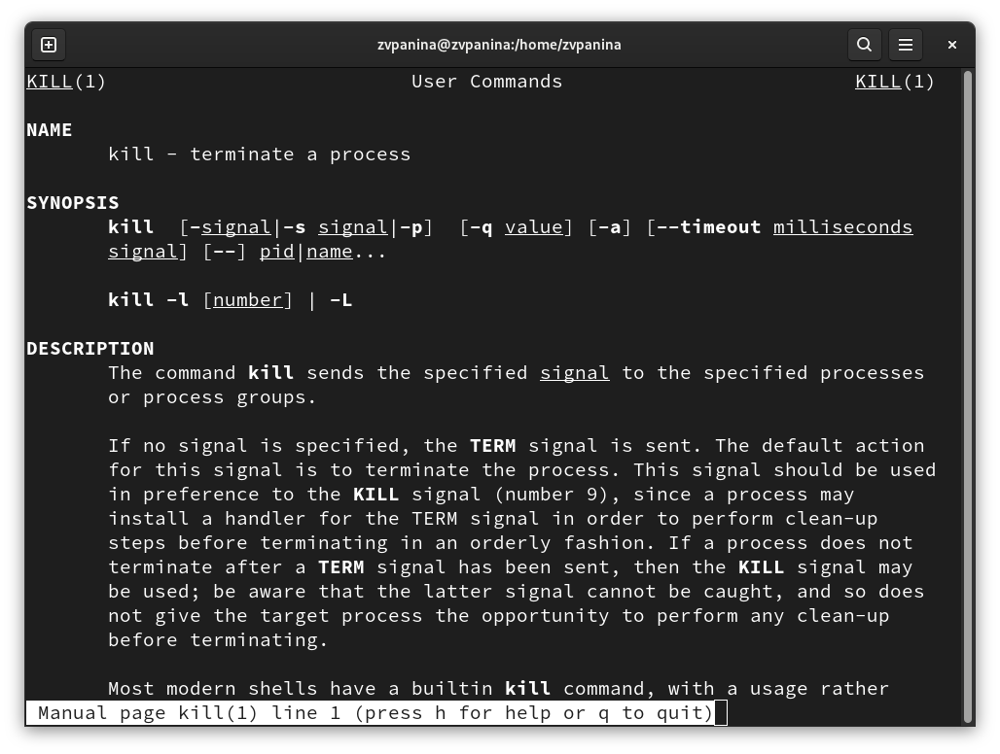 zvpanina@zvpanina:/home/zvpanina
KILL(1) User Commands KILL(1)
NAME
kill - terminate a process
SYNOPSIS
kill [-signal|-s signal|-p] [-q value] [-a] [--timeout milliseconds
signal] [--] pid|name...
kill -l [number] | -L
DESCRIPTION
The command kill sends the specified signal to the specified processes
or process groups.
If no signal is specified, the TERM signal is sent. The default action
for this signal is to terminate the process. This signal should be used
in preference to the KILL signal (number 9), since a process may
install a handler for the TERM signal in order to perform clean-up
steps before terminating in an orderly fashion. If a process does not
terminate after a TERM signal has been sent, then the KILL signal may
be used; be aware that the latter signal cannot be caught, and so does
not give the target process the opportunity to perform any clean-up
before terminating.
Most modern shells have a builtin kill command, with a usage rather
Manual page kill(1) line 1 (press h for help or q to quit)